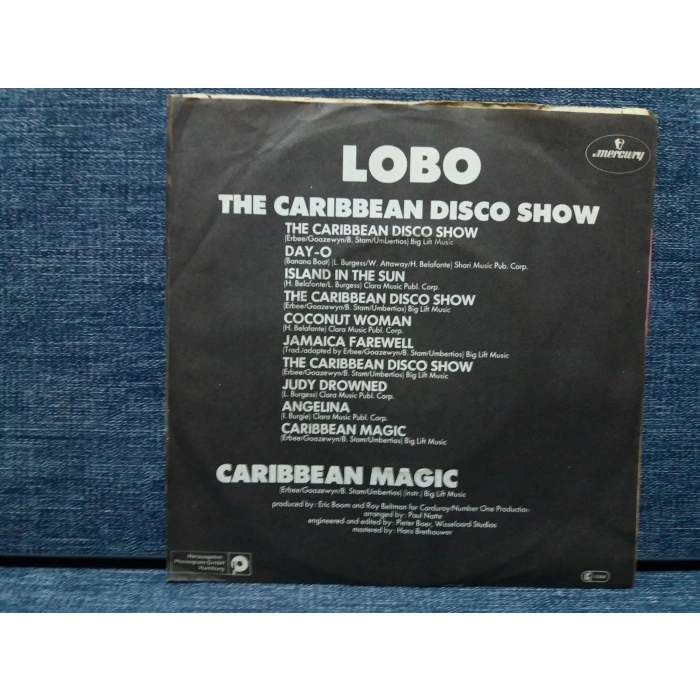 LOBO
mercury
THE CARIBBEAN DISCO SHOW
THE CARIBBEAN DISCO SHOW
(Erbee/Goazewyn/B. Stam/Umbertios) Big Lift Music
DAY-O
(Banana Boat) (L. Burgess/W. Attaway/H. Belafonte) Shari Music Pub. Corp.
ISLAND IN THE SUN
(H. Belafonte/L. Burgess) Clara Music Publ. Corp.
THE CARIBBEAN DISCO SHOW
(Erbee/Goazewyn/B. Stam/Umbertios) Big Lift Music
COCONUT WOMAN
(H. Belafonte) Clara Music Publ. Corp.
JAMAICA FAREWELL
(Trad./adapted by Erbee/Goazewyn/B. Stam/Umbertios) Big Lift Music
THE CARIBBEAN DISCO SHOW
(Erbee/Goazewyn/B. Stam/Umbertios) Big Lift Music
JUDY DROWNED
(L. Burgess) Clara Music Publ. Corp.
ANGELINA
(I. Burgie) Clara Music Publ. Corp.
CARIBBEAN MAGIC
(Erbee/Goazewyn/B. Stam/Umbertios) Big Lift Music
CARIBBEAN MAGIC
(Erbee/Goazewyn/B. Stam/Umbertios) (instr.) Big Lift Music
produced by: Eric Boom and Roy Beltman for Corduroy/Number One Production
arranged by: Paul Natte
engineered and edited by: Pieter Boer, Wisseloord Studios
mastered by: Hans Brethouwer
Herausgeber
Phonogram GmbH
Hamburg